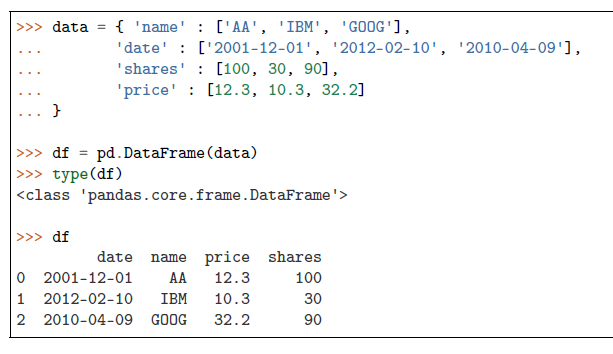 >>> data = { 'name' : ['AA', 'IBM', 'GOOG'],
...         'date' : ['2001-12-01', '2012-02-10', '2010-04-09'],
...         'shares' : [100, 30, 90],
...         'price' : [12.3, 10.3, 32.2]
... }

>>> df = pd.DataFrame(data)
>>> type(df)
<class 'pandas.core.frame.DataFrame'>

>>> df
         date  name  price  shares
0  2001-12-01    AA   12.3     100
1  2012-02-10   IBM   10.3      30
2  2010-04-09  GOOG   32.2      90